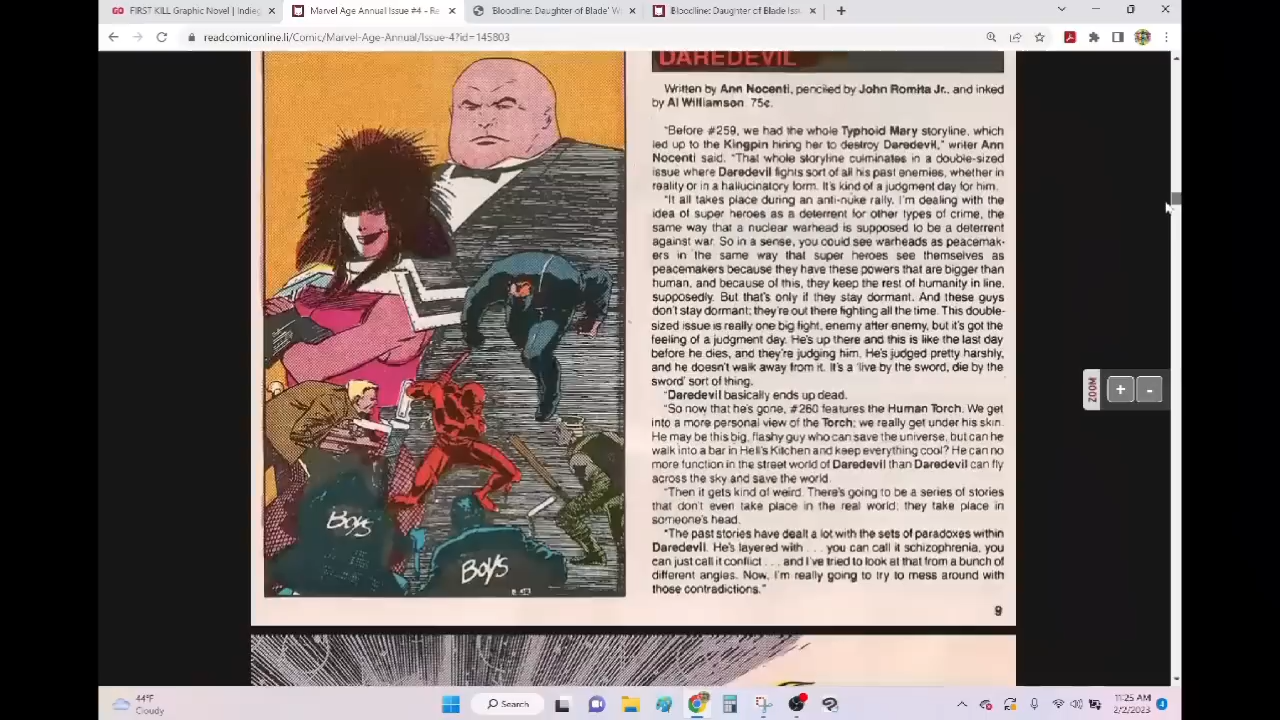 FIRST KILL Graphic Novel | Indieg
Marvel Age Annual Issue #4 - Re
Bloodline: Daughter of Blade' W
Bloodline: Daughter of Blade Issu
readcomiconline.li/Comic/Marvel-Age-Annual/Issue-4?id=145803
DAREDEVIL
Written by Ann Nocenti, penciled by John Romita Jr., and inked
by Al Williamson. 75¢.
"Before #259, we had the whole Typhoid Mary storyline, which
led up to the Kingpin hiring her to destroy Daredevil," writer Ann
Nocenti said. "That whole storyline culminates in a double-sized
issue where Daredevil fights sort of all his past enemies, whether in
reality or in a hallucinatory form. It's kind of a judgment day for him.
"It all takes place during an anti-nuke rally. I'm dealing with the
idea of super heroes as a deterrent for other types of crime, the
same way that a nuclear warhead is supposed to be a deterrent
against war. So in a sense, you could see warheads as peacemak-
ers in the same way that super heroes see themselves as
peacemakers because they have these powers that are bigger than
human, and because of this, they keep the rest of humanity in line,
supposedly. But that's only if they stay dormant. And these guys
don't stay dormant; they're out there fighting all the time. This double-
sized issue is really one big fight, enemy after enemy, but it's got the
feeling of a judgment day. He's up there and this is like the last day
before he dies, and they're judging him. He's judged pretty harshly,
and he doesn't walk away from it. It's a 'live by the sword, die by the
sword' sort of thing.
"Daredevil basically ends up dead.
"So now that he's gone, #260 features the Human Torch. We get
into a more personal view of the Torch; we really get under his skin.
He may be this big, flashy guy who can save the universe, but can he
walk into a bar in Hell's Kitchen and keep everything cool? He can no
more function in the street world of Daredevil than Daredevil can fly
across the sky and save the world.
"Then it gets kind of weird. There's going to be a series of stories
that don't even take place in the real world; they take place in
someone's head.
"The past stories have dealt a lot with the sets of paradoxes within
Daredevil. He's layered with . . . you can call it schizophrenia, you
can just call it conflict . . . and I've tried to look at that from a bunch of
different angles. Now, I'm really going to try to mess around with
those contradictions."
9
Boys
BOYS
ZOOM
+
-
44°F
Cloudy
Search
11:25 AM
2/2/2023
4